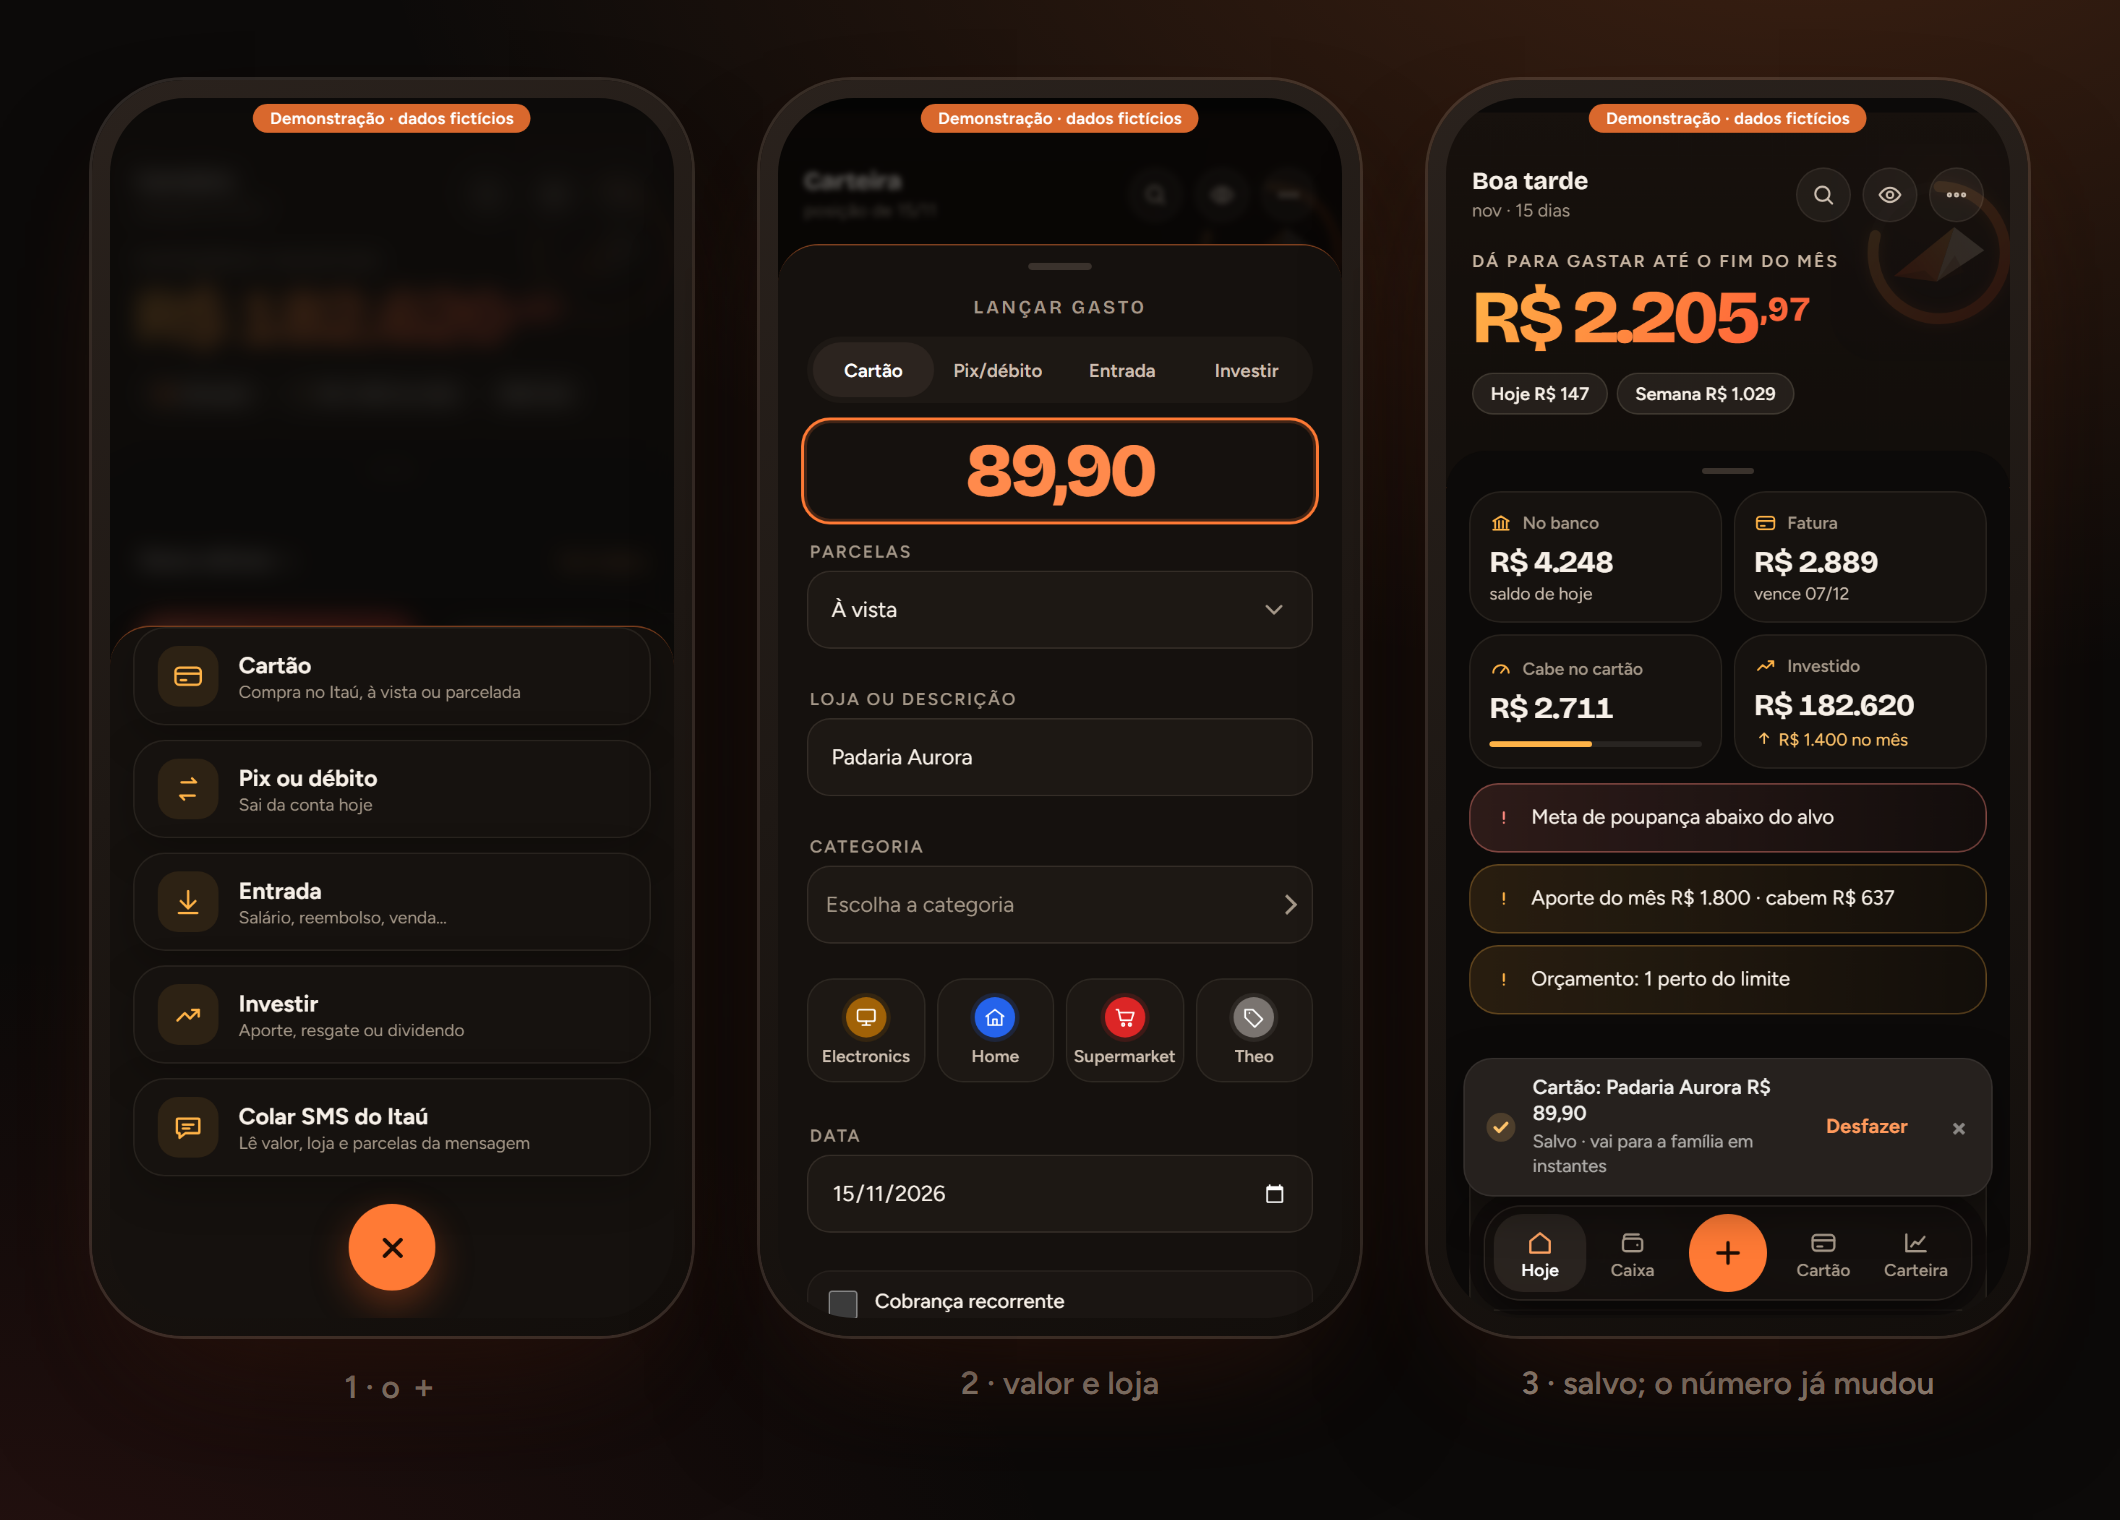 Demonstração · dados fictícios
Cartão
Compra no Itaú, à vista ou parcelada
Pix ou débito
Sai da conta hoje
Entrada
Salário, reembolso, venda...
Investir
Aporte, resgate ou dividendo
Colar SMS do Itaú
Lê valor, loja e parcelas da mensagem
1 · o +
Demonstração · dados fictícios
Carteira
posição de 15/11
LANÇAR GASTO
Cartão Pix/débito Entrada Investir
89,90
PARCELAS
À vista
LOJA OU DESCRIÇÃO
Padaria Aurora
CATEGORIA
Escolha a categoria
Electronics Home Supermarket Theo
DATA
15/11/2026
Cobrança recorrente
2 · valor e loja
Demonstração · dados fictícios
Boa tarde
nov · 15 dias
DÁ PARA GASTAR ATÉ O FIM DO MÊS
R$ 2.205,97
Hoje R$ 147 Semana R$ 1.029
No banco
R$ 4.248
saldo de hoje
Fatura
R$ 2.889
vence 07/12
Cabe no cartão
R$ 2.711
Investido
R$ 182.620
↑ R$ 1.400 no mês
! Meta de poupança abaixo do alvo
! Aporte do mês R$ 1.800 · cabem R$ 637
! Orçamento: 1 perto do limite
Cartão: Padaria Aurora R$
89,90
Salvo · vai para a família em
instantes
Desfazer
Hoje Caixa Cartão Carteira
3 · salvo; o número já mudou